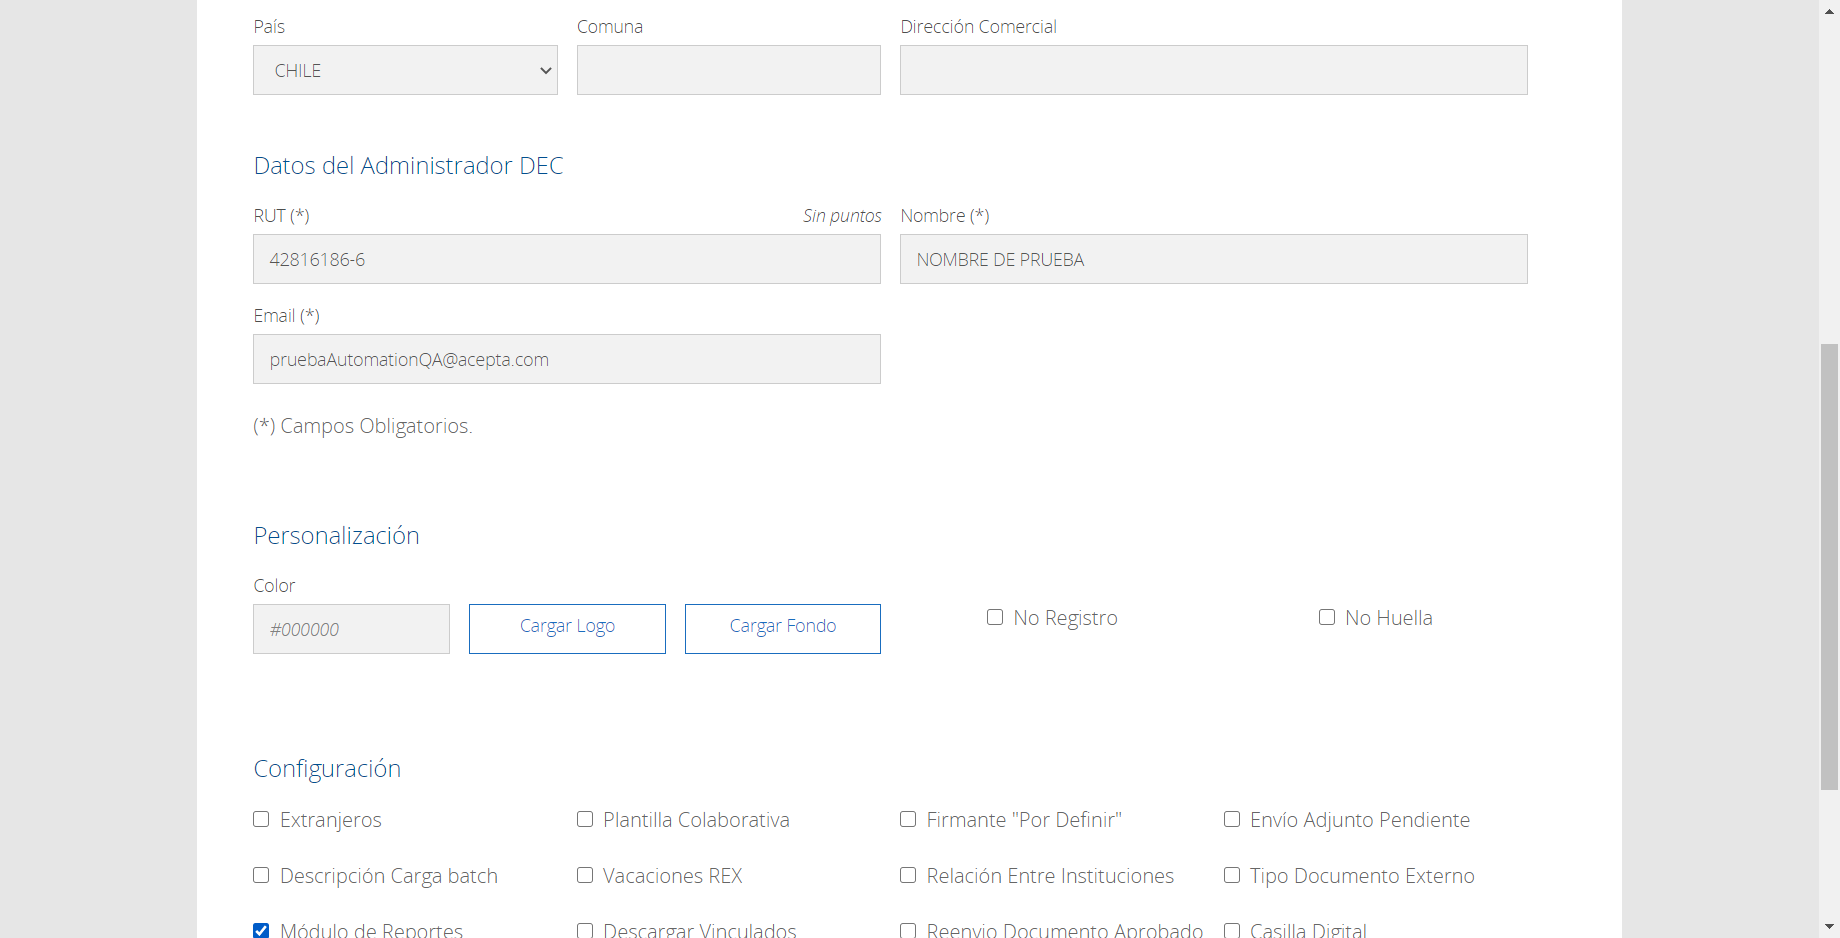 País
Comuna
Dirección Comercial
CHILE
Datos del Administrador DEC
RUT (*)
Sin puntos
Nombre (*)
42816186-6
NOMBRE DE PRUEBA
Email (*)
pruebaAutomationQA@acepta.com
(*) Campos Obligatorios.
Personalización
Color
#000000
Cargar Logo
Cargar Fondo
No Registro
No Huella
Configuración
Extranjeros
Plantilla Colaborativa
Firmante "Por Definir"
Envío Adjunto Pendiente
Descripción Carga batch
Vacaciones REX
Relación Entre Instituciones
Tipo Documento Externo
Módulo de Reportes
Descargar Vinculados
Reenvio Documento Aprobado
Casilla Digital